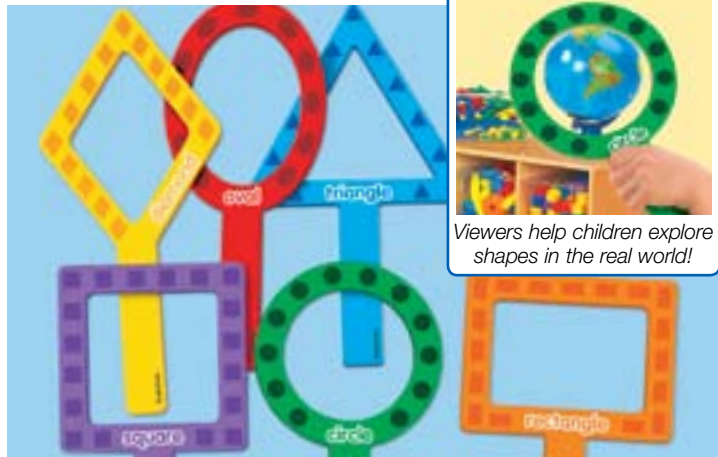 diamond
oval
triangle
square
circle
rectangle
circle
Viewers help children explore
shapes in the real world!